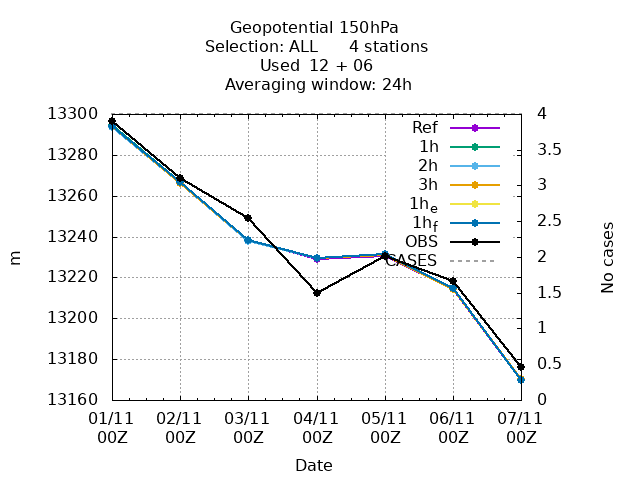 Geopotential 150hPa
Selection: ALL 4 stations
Used 12 + 06
Averaging window: 24h
13300
13280
13260
13240
13220
13200
13180
13160
m
4
3.5
3
2.5
2
1.5
1
0.5
0
No cases
Ref
1h
2h
3h
1he
1hf
OBS
CASES
01/11 02/11 03/11 04/11 05/11 06/11 07/11
00Z 00Z 00Z 00Z 00Z 00Z 00Z
Date